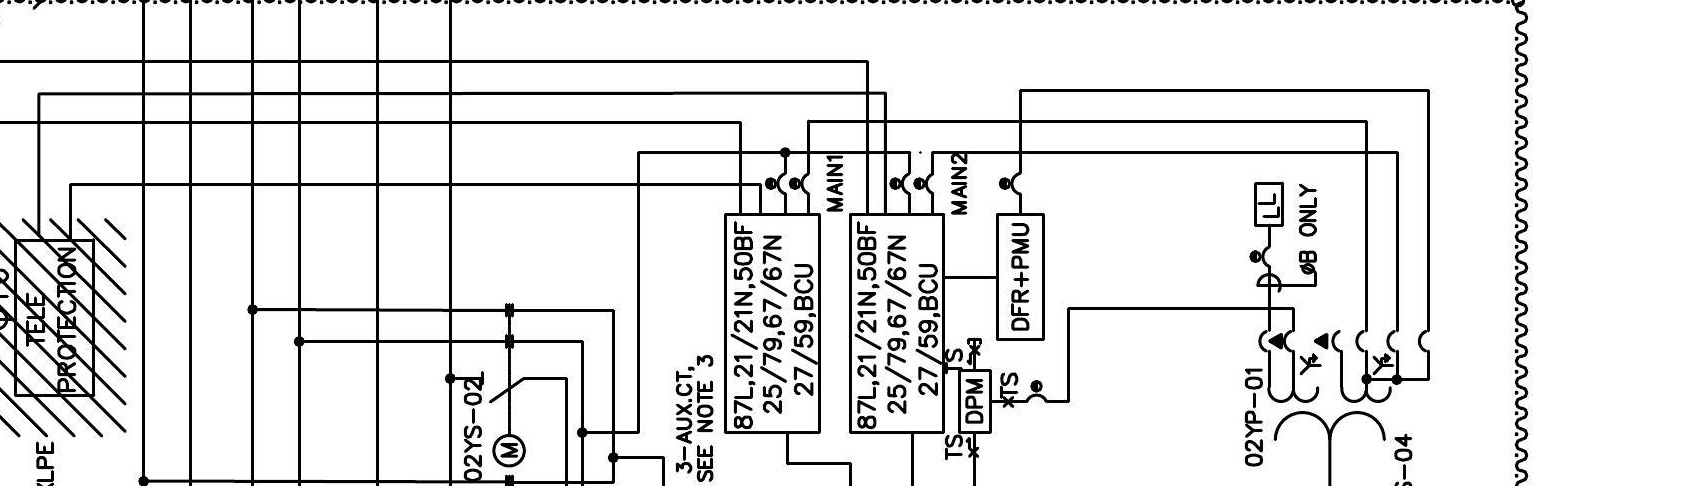 TELE
PROTECTION
XLPE
02YS-02
M
3-AUX.CT,
SEE NOTE 3
87L,21/21N,50BF
25/79,67/67N
27/59,BCU
MAIN1
87L,21/21N,50BF
25/79,67/67N
27/59,BCU
MAIN2
DFR+PMU
TS
DPM
TS
TS
LL
ØB ONLY
02YP-01
S-04